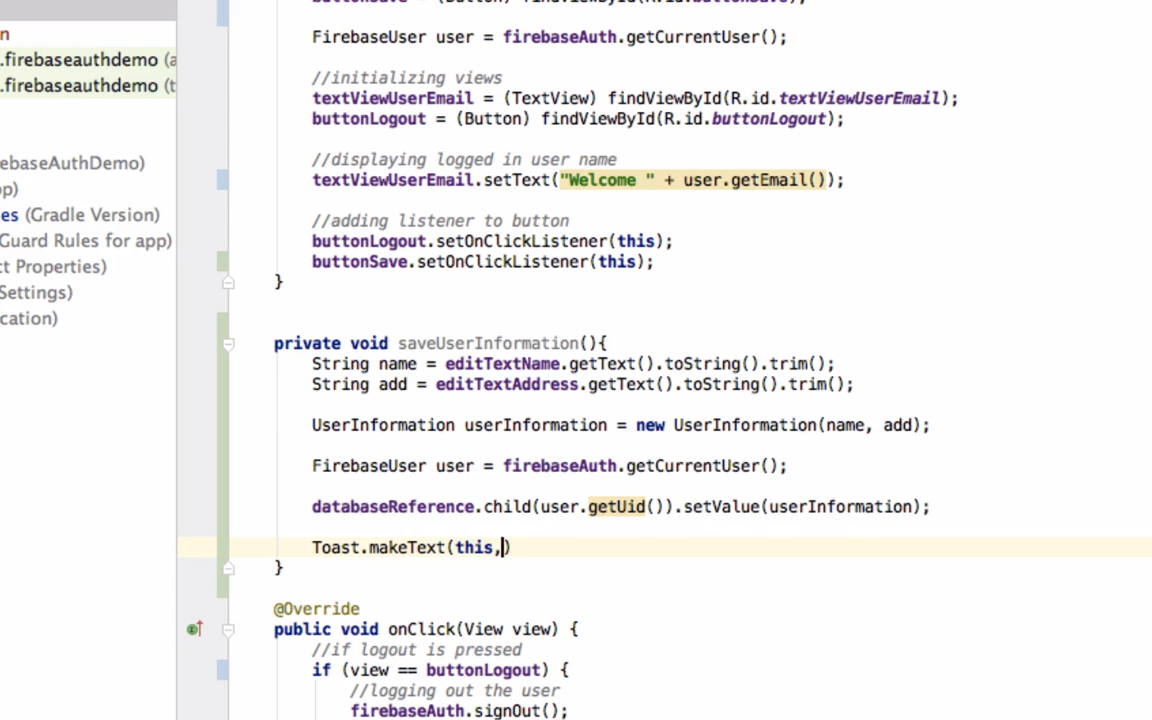 buttonSave = (Button) findViewById(R.id.buttonSave);
n
.firebaseauthdemo (a
.firebaseauthdemo (t
ebaseAuthDemo)
p)
es (Gradle Version)
Guard Rules for app)
ct Properties)
Settings)
cation)
FirebaseUser user = firebaseAuth.getCurrentUser();
//initializing views
textViewUserEmail = (TextView) findViewById(R.id.textViewUserEmail);
buttonLogout = (Button) findViewById(R.id.buttonLogout);
//displaying logged in user name
textViewUserEmail.setText("Welcome " + user.getEmail());
//adding listener to button
buttonLogout.setOnClickListener(this);
buttonSave.setOnClickListener(this);
}
private void saveUserInformation(){
String name = editTextName.getText().toString().trim();
String add = editTextAddress.getText().toString().trim();
UserInformation userInformation = new UserInformation(name, add);
FirebaseUser user = firebaseAuth.getCurrentUser();
databaseReference.child(user.getUid()).setValue(userInformation);
Toast.makeText(this,)
}
@Override
public void onClick(View view) {
//if logout is pressed
if (view == buttonLogout) {
//logging out the user
firebaseAuth.signOut();